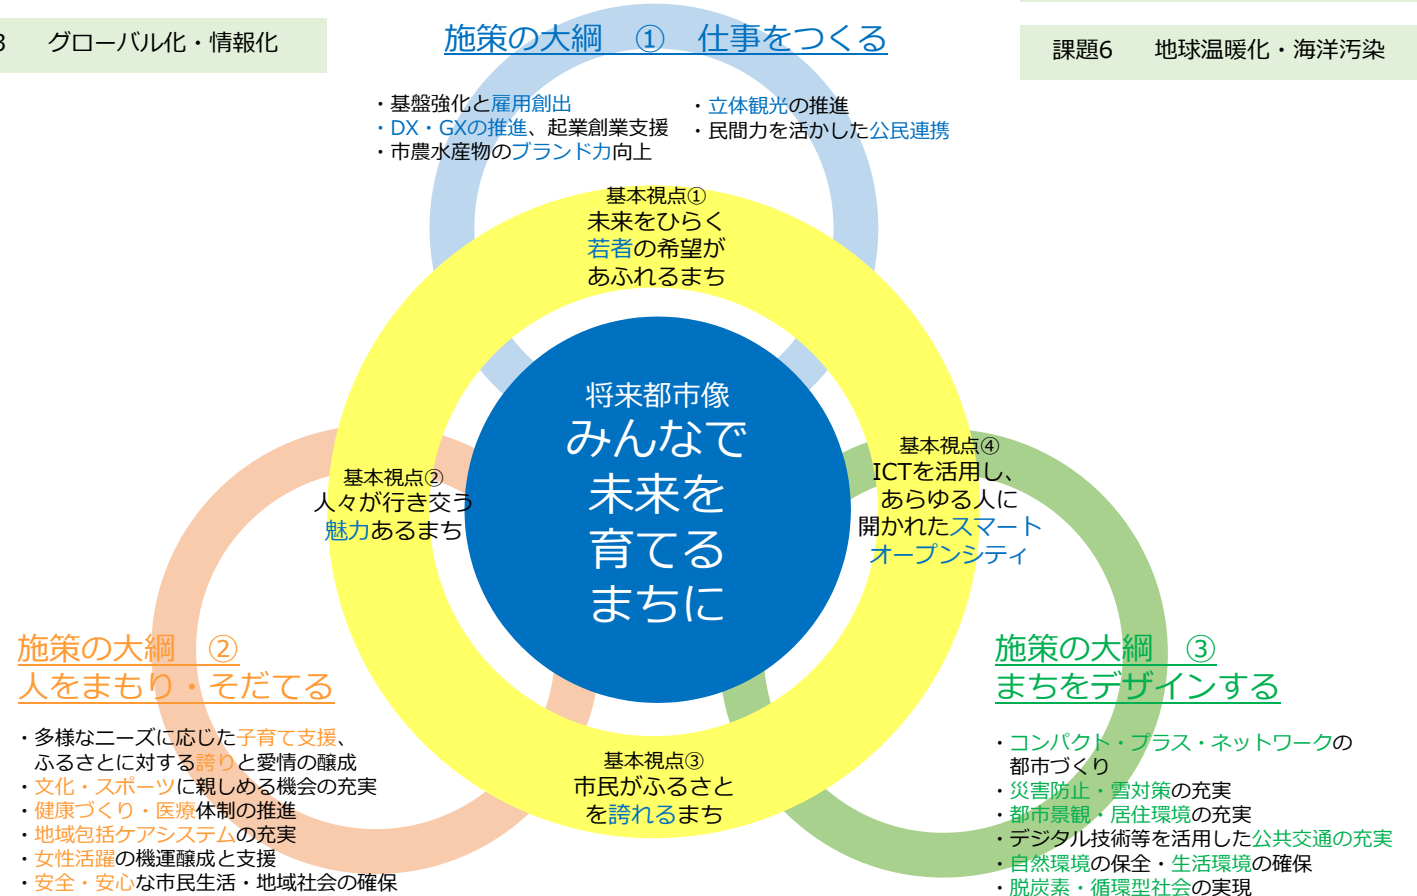 3 グローバル化・情報化
施策の大綱 ① 仕事をつくる
課題6 地球温暖化・海洋汚染
・基盤強化と雇用創出
・DX・GXの推進、起業創業支援
・市農水産物のブランド力向上
・立体観光の推進
・民間力を活かした公民連携
基本視点①
未来をひらく
若者の希望が
あふれるまち
将来都市像
みんなで
未来を
育てる
まちに
基本視点②
人々が行き交う
魅力あるまち
基本視点④
ICTを活用し、
あらゆる人に
開かれたスマート
オープンシティ
基本視点③
市民がふるさと
を誇れるまち
施策の大綱 ②
人をまもり・そだてる
・多様なニーズに応じた子育て支援、
ふるさとに対する誇りと愛情の醸成
・文化・スポーツに親しめる機会の充実
・健康づくり・医療体制の推進
・地域包括ケアシステムの充実
・女性活躍の機運醸成と支援
・安全・安心な市民生活・地域社会の確保
施策の大綱 ③
まちをデザインする
・コンパクト・プラス・ネットワークの
都市づくり
・災害防止・雪対策の充実
・都市景観・居住環境の充実
・デジタル技術等を活用した公共交通の充実
・自然環境の保全・生活環境の確保
・脱炭素・循環型社会の実現